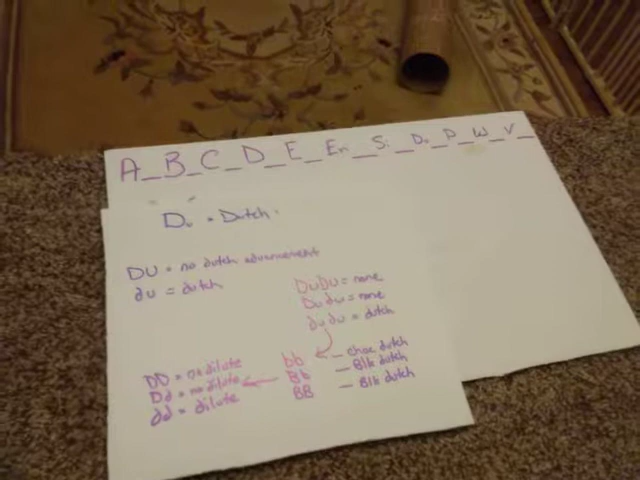 A_B_C_D_E_En_Si_Du_P_W_V_
Du = Dutch
DU = no dutch advancement
du = dutch
DuDu = none
Dudu = none
dudu = dutch
bb - Choc dutch
Bb - Blk dutch
BB - Blk dutch
DD = no dilute
Dd = no dilute
dd = dilute